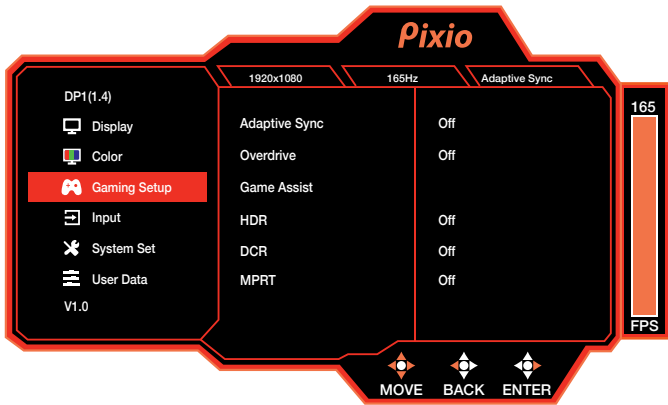 Pixio
1920x1080 165Hz Adaptive Sync
DP1(1.4)
Display
Color
Gaming Setup
Input
System Set
User Data
V1.0
Adaptive Sync Off
Overdrive Off
Game Assist
HDR Off
DCR Off
MPRT Off
165
FPS
MOVE BACK ENTER